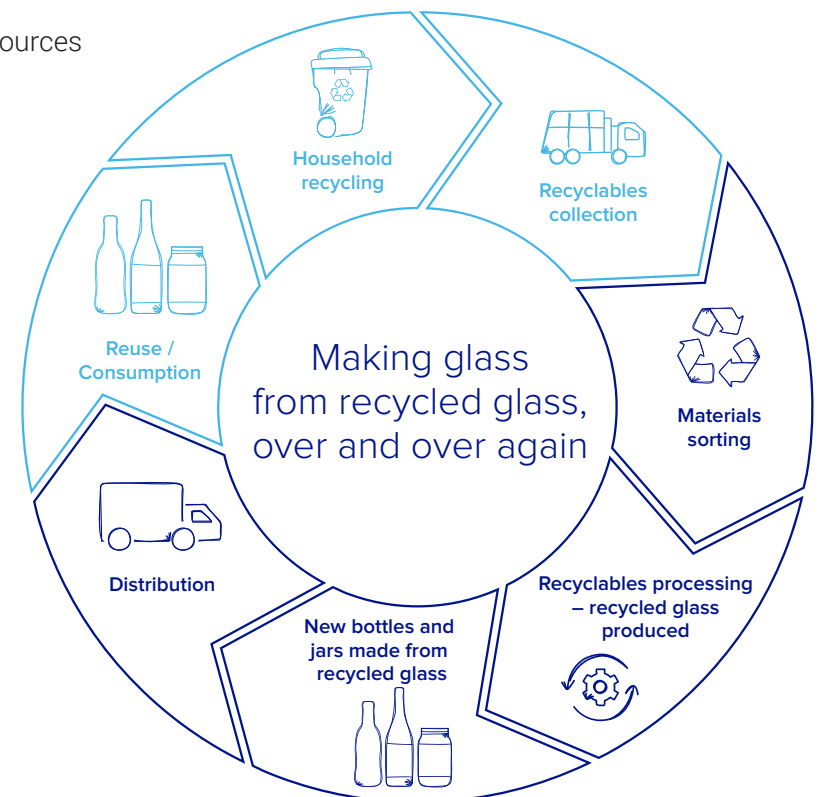 ources
Household
recycling
Recyclables
collection
Materials
sorting
Recyclables processing
– recycled glass
produced
New bottles and
jars made from
recycled glass
Distribution
Reuse /
Consumption
Making glass
from recycled glass,
over and over again